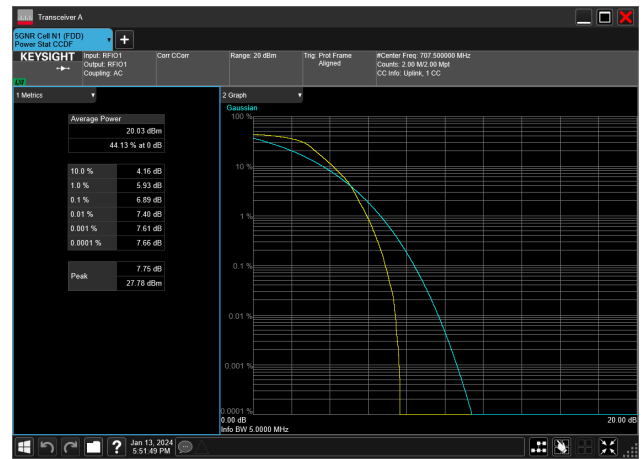 Transceiver A
5GNR Cell N1 (FDD)
Power Stat CCDF
KEYSIGHT
Input: RFIO1
Output: RFIO1
Coupling: AC
Corr CCorr
Range: 20 dBm
Trig: Prot Frame
Aligned
#Center Freq: 707.500000 MHz
Counts: 2.00 M/2.00 Mpt
CC Info: Uplink, 1 CC
LXI
1 Metrics
Average Power
20.03 dBm
44.13 % at 0 dB
10.0 % 4.16 dB
1.0 % 5.93 dB
0.1 % 6.89 dB
0.01 % 7.40 dB
0.001 % 7.61 dB
0.0001 % 7.66 dB
Peak
7.75 dB
27.78 dBm
2 Graph
Gaussian
100 %
10 %
1 %
0.1 %
0.01 %
0.001 %
0.0001 %
0.00 dB
20.00 dB
Info BW 5.0000 MHz
Jan 13, 2024
5:51:49 PM